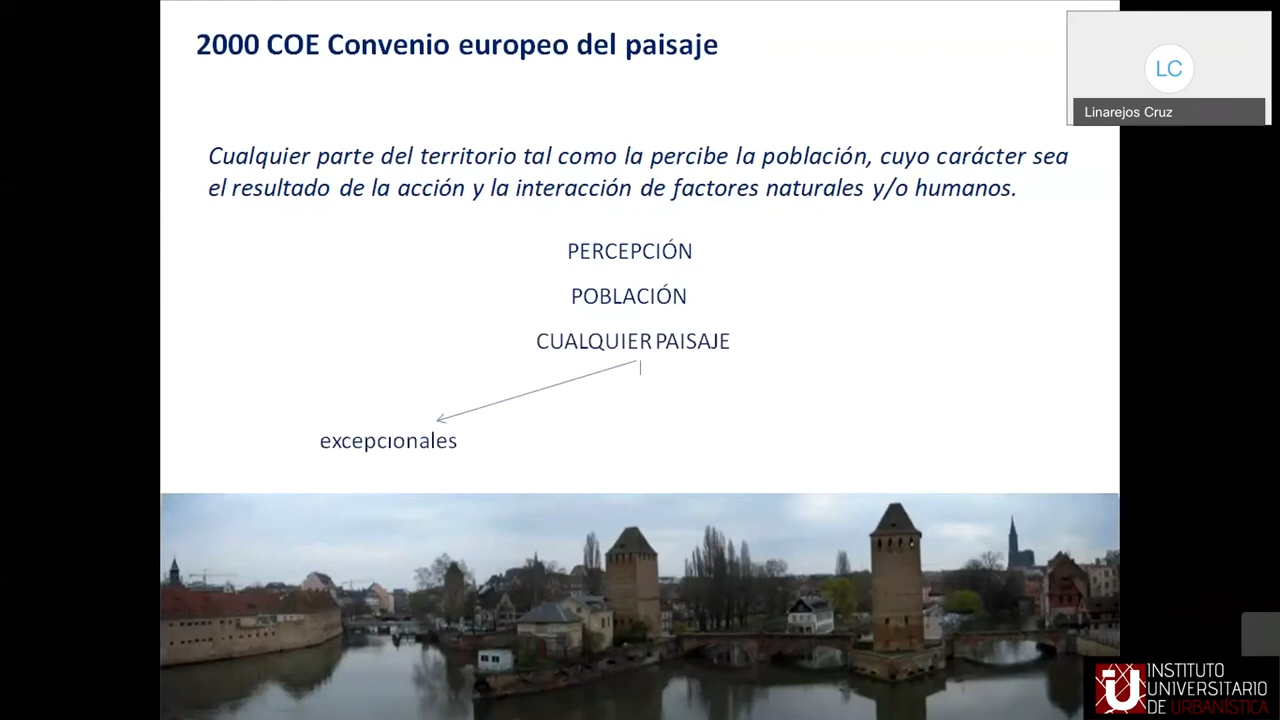 2000 COE Convenio europeo del paisaje
LC
Linarejos Cruz
Cualquier parte del territorio tal como la percibe la población, cuyo carácter sea
el resultado de la acción y la interacción de factores naturales y/o humanos.
PERCEPCIÓN
POBLACIÓN
CUALQUIER PAISAJE
excepcionales
IU
INSTITUTO
UNIVERSITARIO
DE URBANÍSTICA